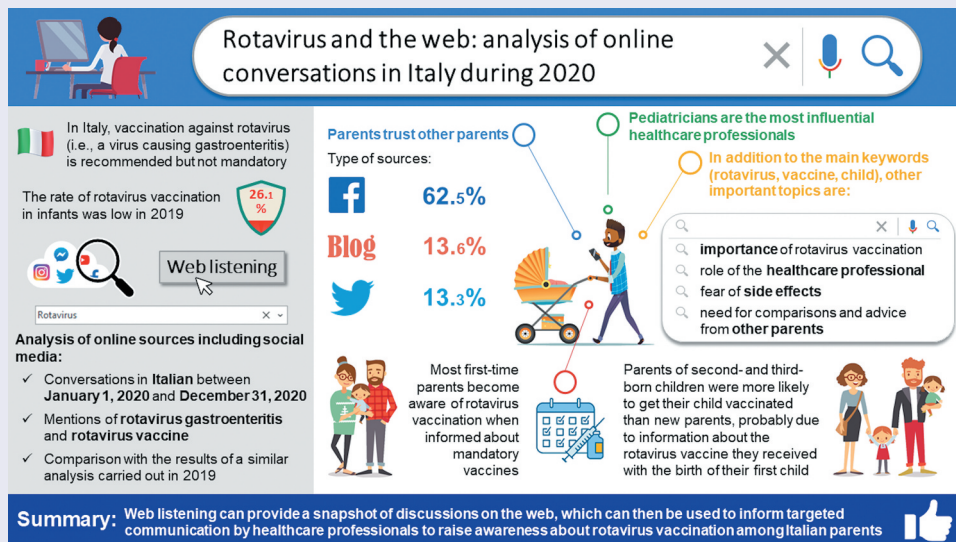 Rotavirus and the web: analysis of online
conversations in Italy during 2020
In Italy, vaccination against rotavirus
(i.e., a virus causing gastroenteritis)
is recommended but not mandatory
The rate of rotavirus vaccination
in infants was low in 2019
26.1
%
Web listening
Rotavirus
Analysis of online sources including social
media:
✓ Conversations in Italian between
January 1, 2020 and December 31, 2020
✓ Mentions of rotavirus gastroenteritis
and rotavirus vaccine
✓ Comparison with the results of a similar
analysis carried out in 2019
Parents trust other parents
Type of sources:
62.5%
Blog
13.6%
13.3%
Pediatricians are the most influential
healthcare professionals
In addition to the main keywords
(rotavirus, vaccine, child), other
important topics are:
importance of rotavirus vaccination
role of the healthcare professional
fear of side effects
need for comparisons and advice
from other parents
Most first-time
parents become
aware of rotavirus
vaccination when
informed about
mandatory
vaccines
Parents of second- and third-
born children were more likely
to get their child vaccinated
than new parents, probably due
to information about the
rotavirus vaccine they received
with the birth of their first child
Summary: Web listening can provide a snapshot of discussions on the web, which can then be used to inform targeted
communication by healthcare professionals to raise awareness about rotavirus vaccination among Italian parents